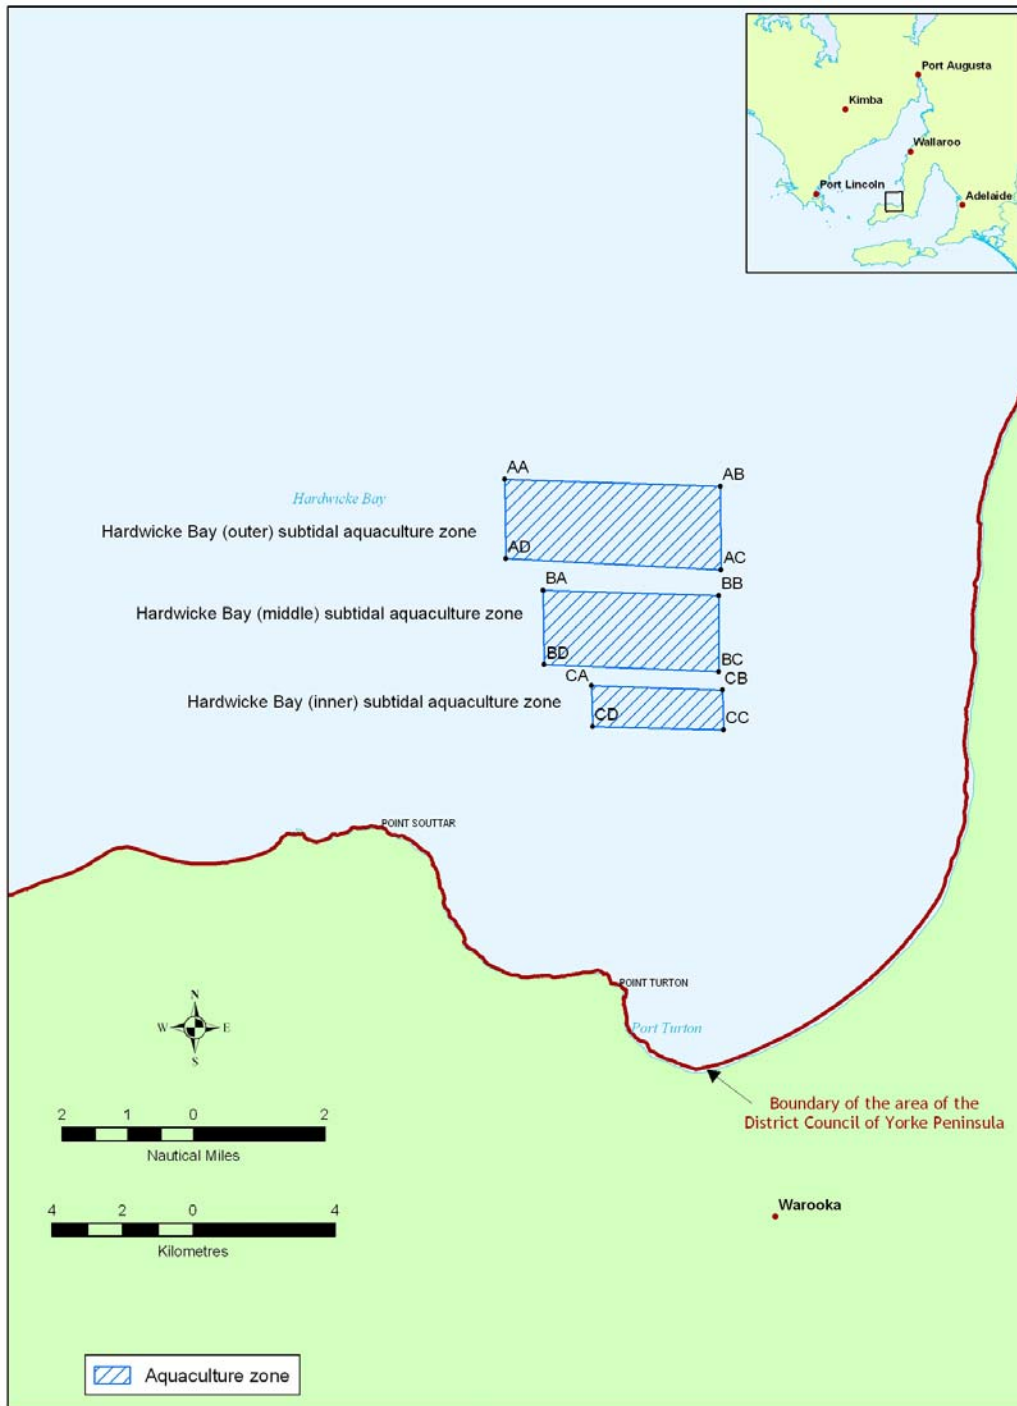 Port Augusta
Kimba
Wallaroo
Port Lincoln
Adelaide
AA
AB
Hardwicke Bay
Hardwicke Bay (outer) subtidal aquaculture zone
AD
AC
BA
BB
Hardwicke Bay (middle) subtidal aquaculture zone
BD
BC
CA
CB
Hardwicke Bay (inner) subtidal aquaculture zone
CD
CC
POINT SOUTTAR
POINT TURTON
Port Turton
N
W E
S
2 1 0 2
Nautical Miles
Boundary of the area of the
District Council of Yorke Peninsula
4 2 0 4
Kilometres
Warooka
Aquaculture zone